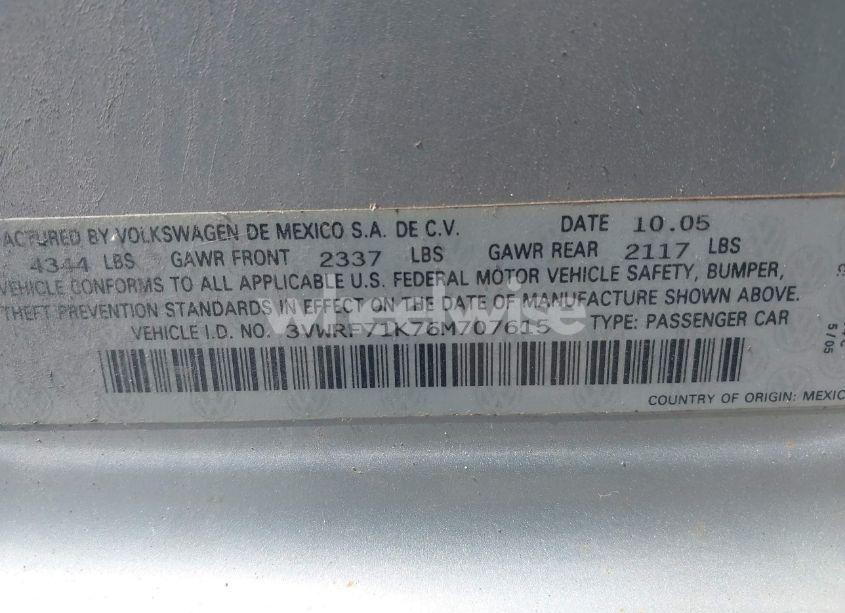 ACTURED BY VOLKSWAGEN DE MEXICO S.A. DE C.V. DATE 10.05
4344 LBS GAWR FRONT 2337 LBS GAWR REAR 2117 LBS
VEHICLE CONFORMS TO ALL APPLICABLE U.S. FEDERAL MOTOR VEHICLE SAFETY, BUMPER,
THEFT PREVENTION STANDARDS IN EFFECT ON THE DATE OF MANUFACTURE SHOWN ABOVE.
VEHICLE I.D. NO. 3VWRF71K76M707615 TYPE: PASSENGER CAR
COUNTRY OF ORIGIN: MEXIC
5/05